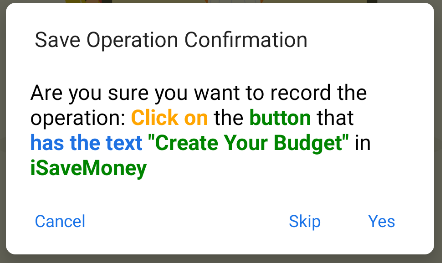 Save Operation Confirmation
Are you sure you want to record the
operation: Click on the button that
has the text "Create Your Budget" in
iSaveMoney
Cancel Skip Yes